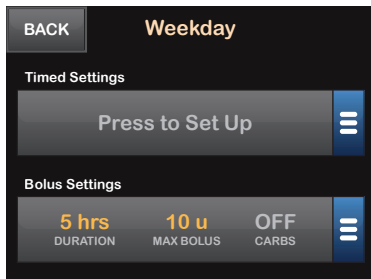 BACK Weekday
Timed Settings
Press to Set Up
Bolus Settings
5 hrs 10 u OFF
DURATION MAX BOLUS CARBS